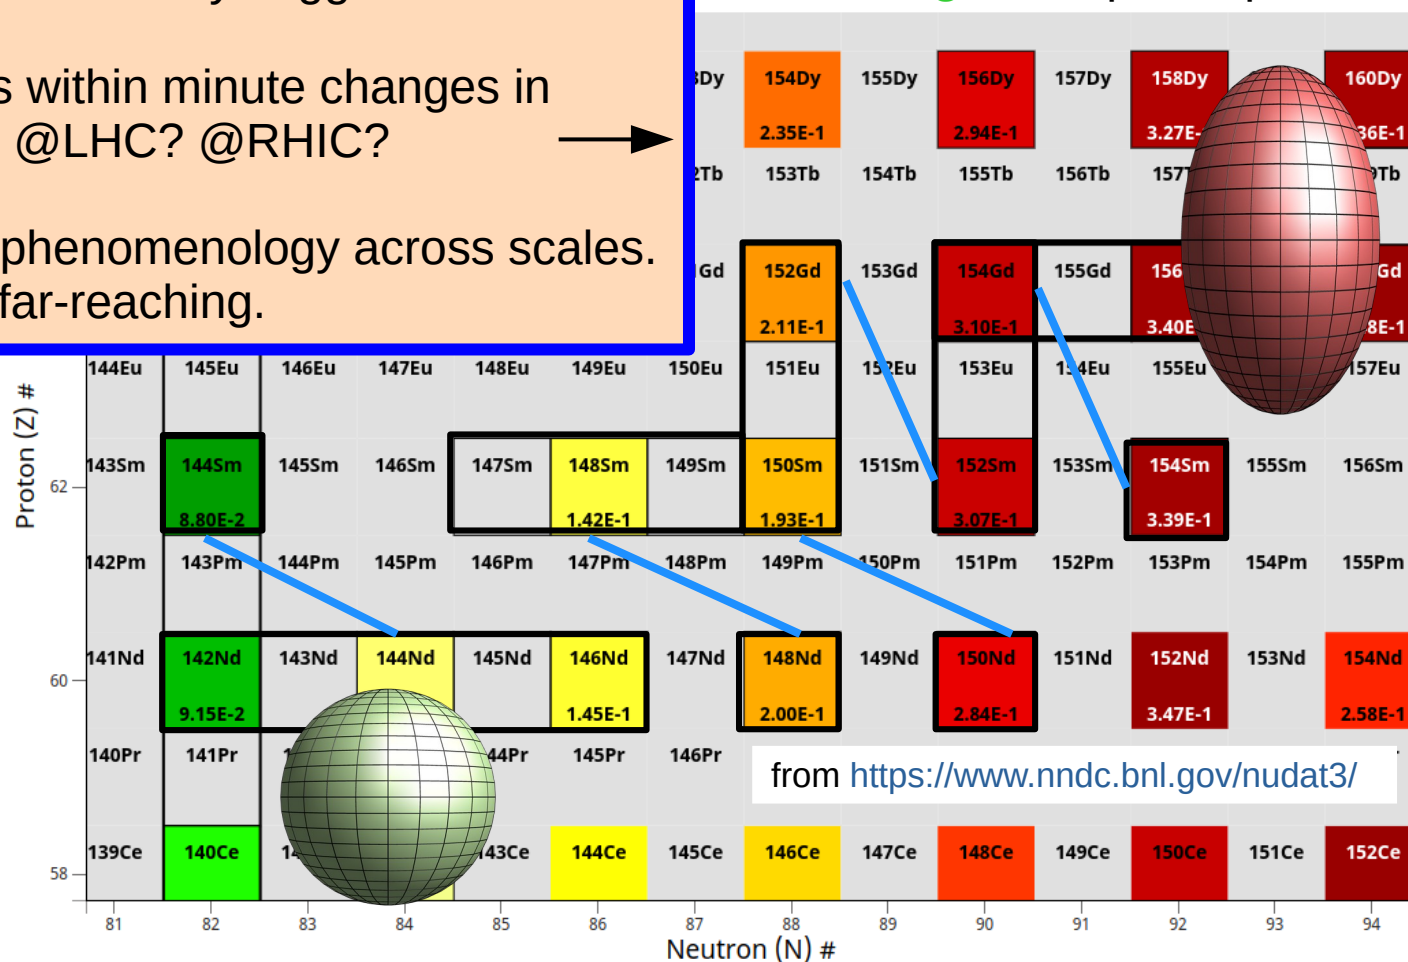 s within minute changes in
@LHC? @RHIC?
phenomenology across scales.
far-reaching.
Dy 154Dy 155Dy 156Dy 157Dy 158Dy 160Dy
2.35E-1 2.94E-1 3.27E- 36E-1
Tb 153Tb 154Tb 155Tb 156Tb 157T Tb
Gd 152Gd 153Gd 154Gd 155Gd 156 Gd
2.11E-1 3.10E-1 3.40E 8E-1
144Eu 145Eu 146Eu 147Eu 148Eu 149Eu 150Eu 151Eu 152Eu 153Eu 154Eu 155Eu 157Eu
143Sm 144Sm 145Sm 146Sm 147Sm 148Sm 149Sm 150Sm 151Sm 152Sm 153Sm 154Sm 155Sm 156Sm
62
8.80E-2 1.42E-1 1.93E-1 3.07E-1 3.39E-1
142Pm 143Pm 144Pm 145Pm 146Pm 147Pm 148Pm 149Pm 150Pm 151Pm 152Pm 153Pm 154Pm 155Pm
141Nd 142Nd 143Nd 144Nd 145Nd 146Nd 147Nd 148Nd 149Nd 150Nd 151Nd 152Nd 153Nd 154Nd
60
9.15E-2 1.45E-1 2.00E-1 2.84E-1 3.47E-1 2.58E-1
140Pr 141Pr 44Pr 145Pr 146Pr
from https://www.nndc.bnl.gov/nudat3/
139Ce 140Ce 43Ce 144Ce 145Ce 146Ce 147Ce 148Ce 149Ce 150Ce 151Ce 152Ce
58
81 82 83 84 85 86 87 88 89 90 91 92 93 94
Neutron (N) #
Proton (Z) #